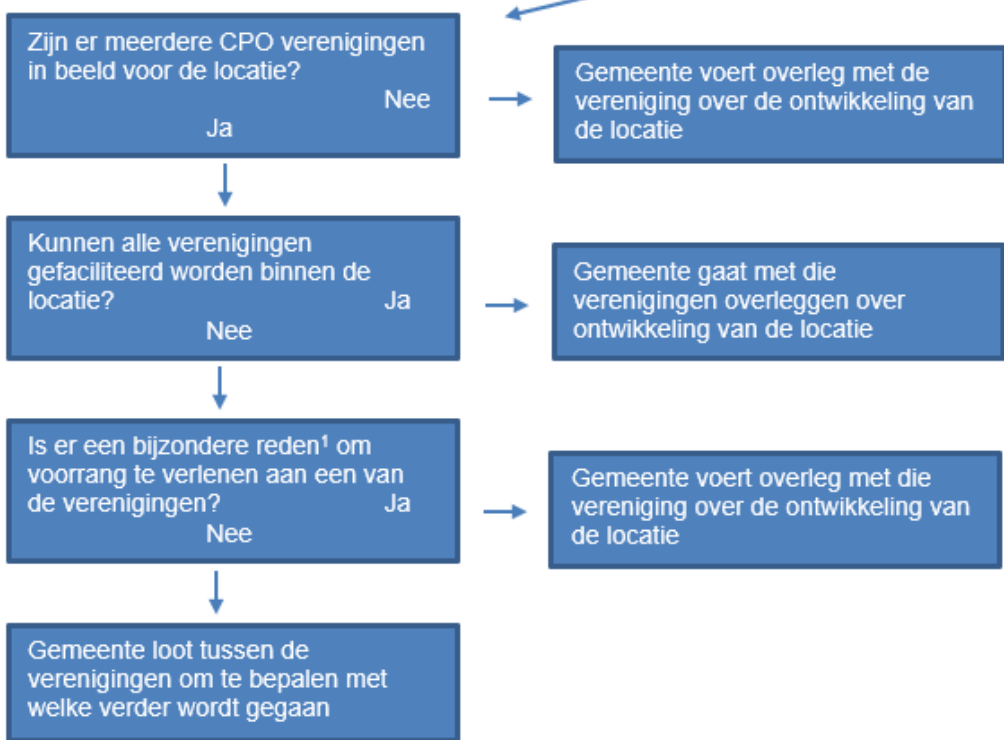 Zijn er meerdere CPO verenigingen
in beeld voor de locatie?
Nee
Ja
Gemeente voert overleg met de
vereniging over de ontwikkeling van
de locatie
Kunnen alle verenigingen
gefaciliteerd worden binnen de
locatie? Ja
Nee
Gemeente gaat met die
verenigingen overleggen over
ontwikkeling van de locatie
Is er een bijzondere reden¹ om
voorrang te verlenen aan een van
de verenigingen? Ja
Nee
Gemeente voert overleg met die
vereniging over de ontwikkeling van
de locatie
Gemeente loot tussen de
verenigingen om te bepalen met
welke verder wordt gegaan